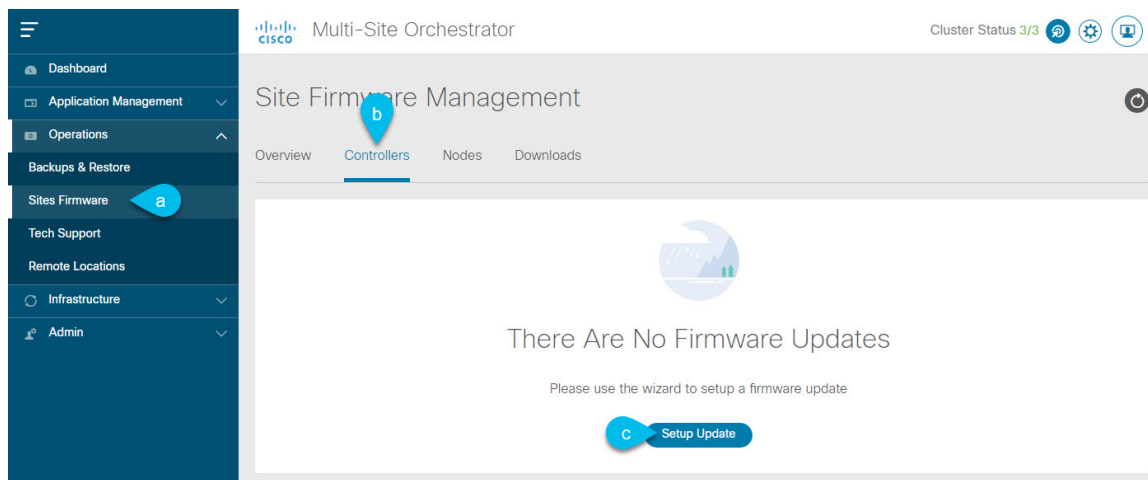 CISCO
Multi-Site Orchestrator
Cluster Status 3/3
Dashboard
Application Management
Operations
Backups & Restore
Sites Firmware
a
Tech Support
Remote Locations
Infrastructure
Admin
Site Firmware Management
b
Overview Controllers Nodes Downloads
There Are No Firmware Updates
Please use the wizard to setup a firmware update
c
Setup Update